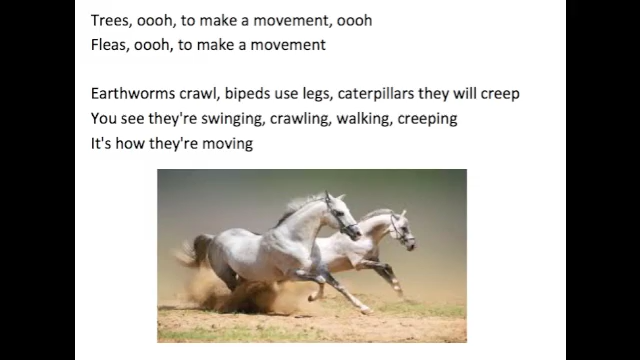 Trees, oooh, to make a movement, oooh
Fleas, oooh, to make a movement
Earthworms crawl, bipeds use legs, caterpillars they will creep
You see they're swinging, crawling, walking, creeping
It's how they're moving